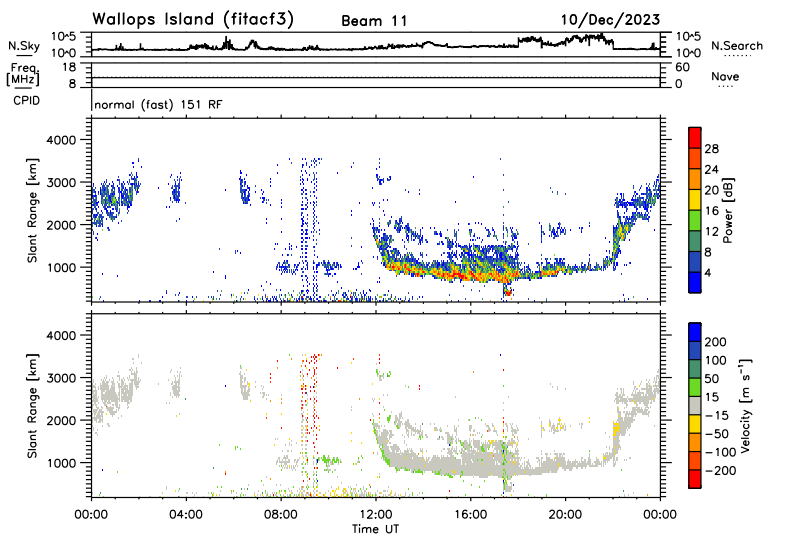 Wallops Island (fitacf3) Beam 11 10/Dec/2023
N.Sky 10^5 10^0 10^5 10^0 N.Search
Freq. [MHz] 18 8 60 0 Nave
CPID normal (fast) 151 RF
Slant Range [km] 4000 3000 2000 1000
Power [dB] 28 24 20 16 12 8 4
Slant Range [km] 4000 3000 2000 1000
Velocity [m s⁻¹] 200 100 50 15 −15 −50 −100 −200
00:00 04:00 08:00 12:00 16:00 20:00 00:00
Time UT